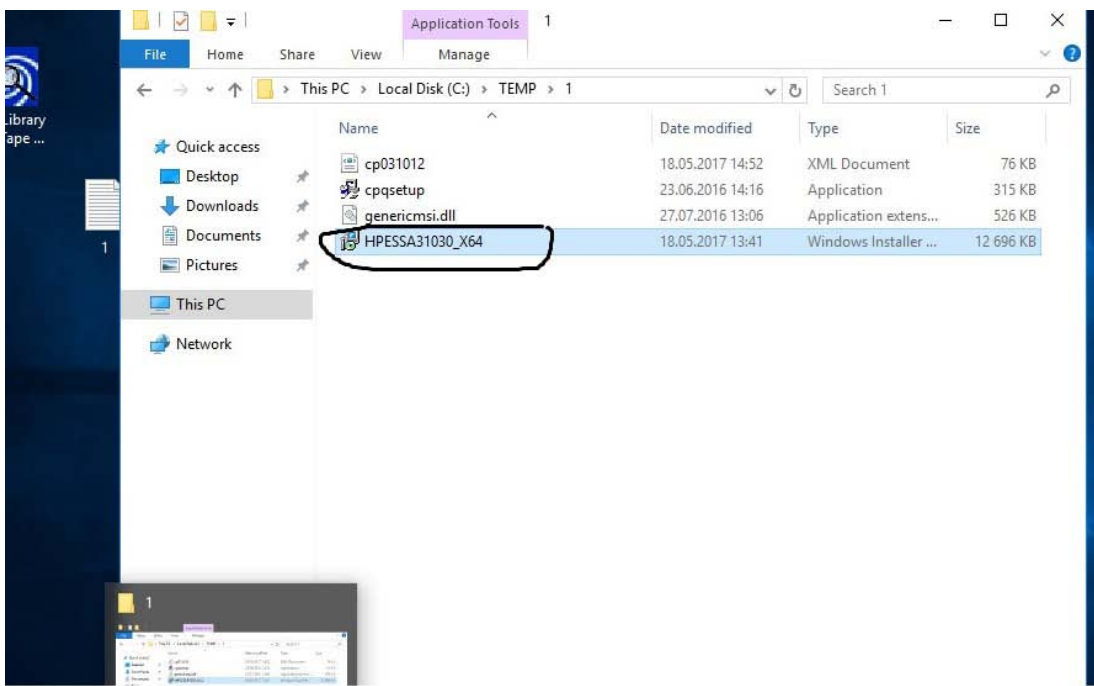 Application Tools 1
File Home Share View Manage
This PC > Local Disk (C:) > TEMP > 1
Search 1
Library
Tape ...
1
Quick access
Desktop
Downloads
Documents
Pictures
This PC
Network
Name Date modified Type Size
cp031012 18.05.2017 14:52 XML Document 76 KB
cpqsetup 23.06.2016 14:16 Application 315 KB
genericmsi.dll 27.07.2016 13:06 Application extens... 526 KB
HPESSA31030_X64 18.05.2017 13:41 Windows Installer ... 12 696 KB
1